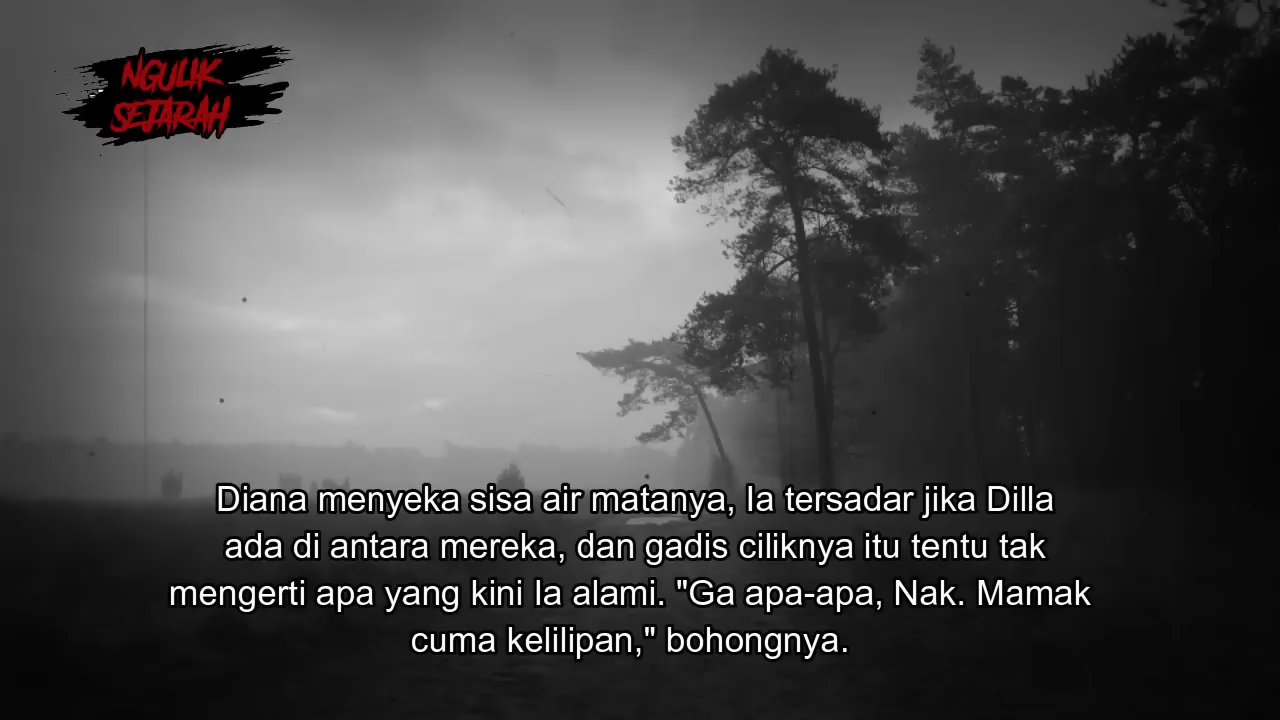 NGULIK
SEJARAH
Diana menyeka sisa air matanya, Ia tersadar jika Dilla
ada di antara mereka, dan gadis ciliknya itu tentu tak
mengerti apa yang kini Ia alami. "Ga apa-apa, Nak. Mamak
cuma kelilipan," bohongnya.